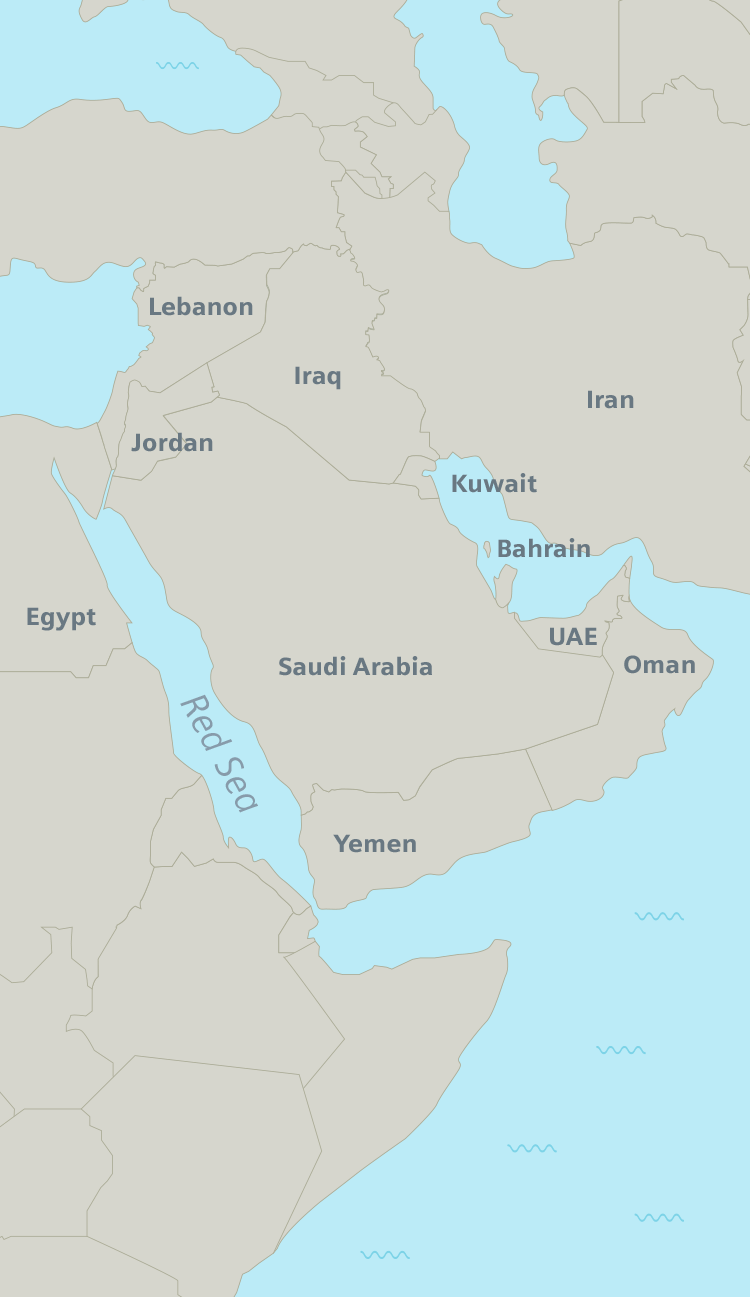 Lebanon
Iraq
Iran
Jordan
Kuwait
Bahrain
Egypt
UAE
Saudi Arabia
Oman
Red Sea
Yemen